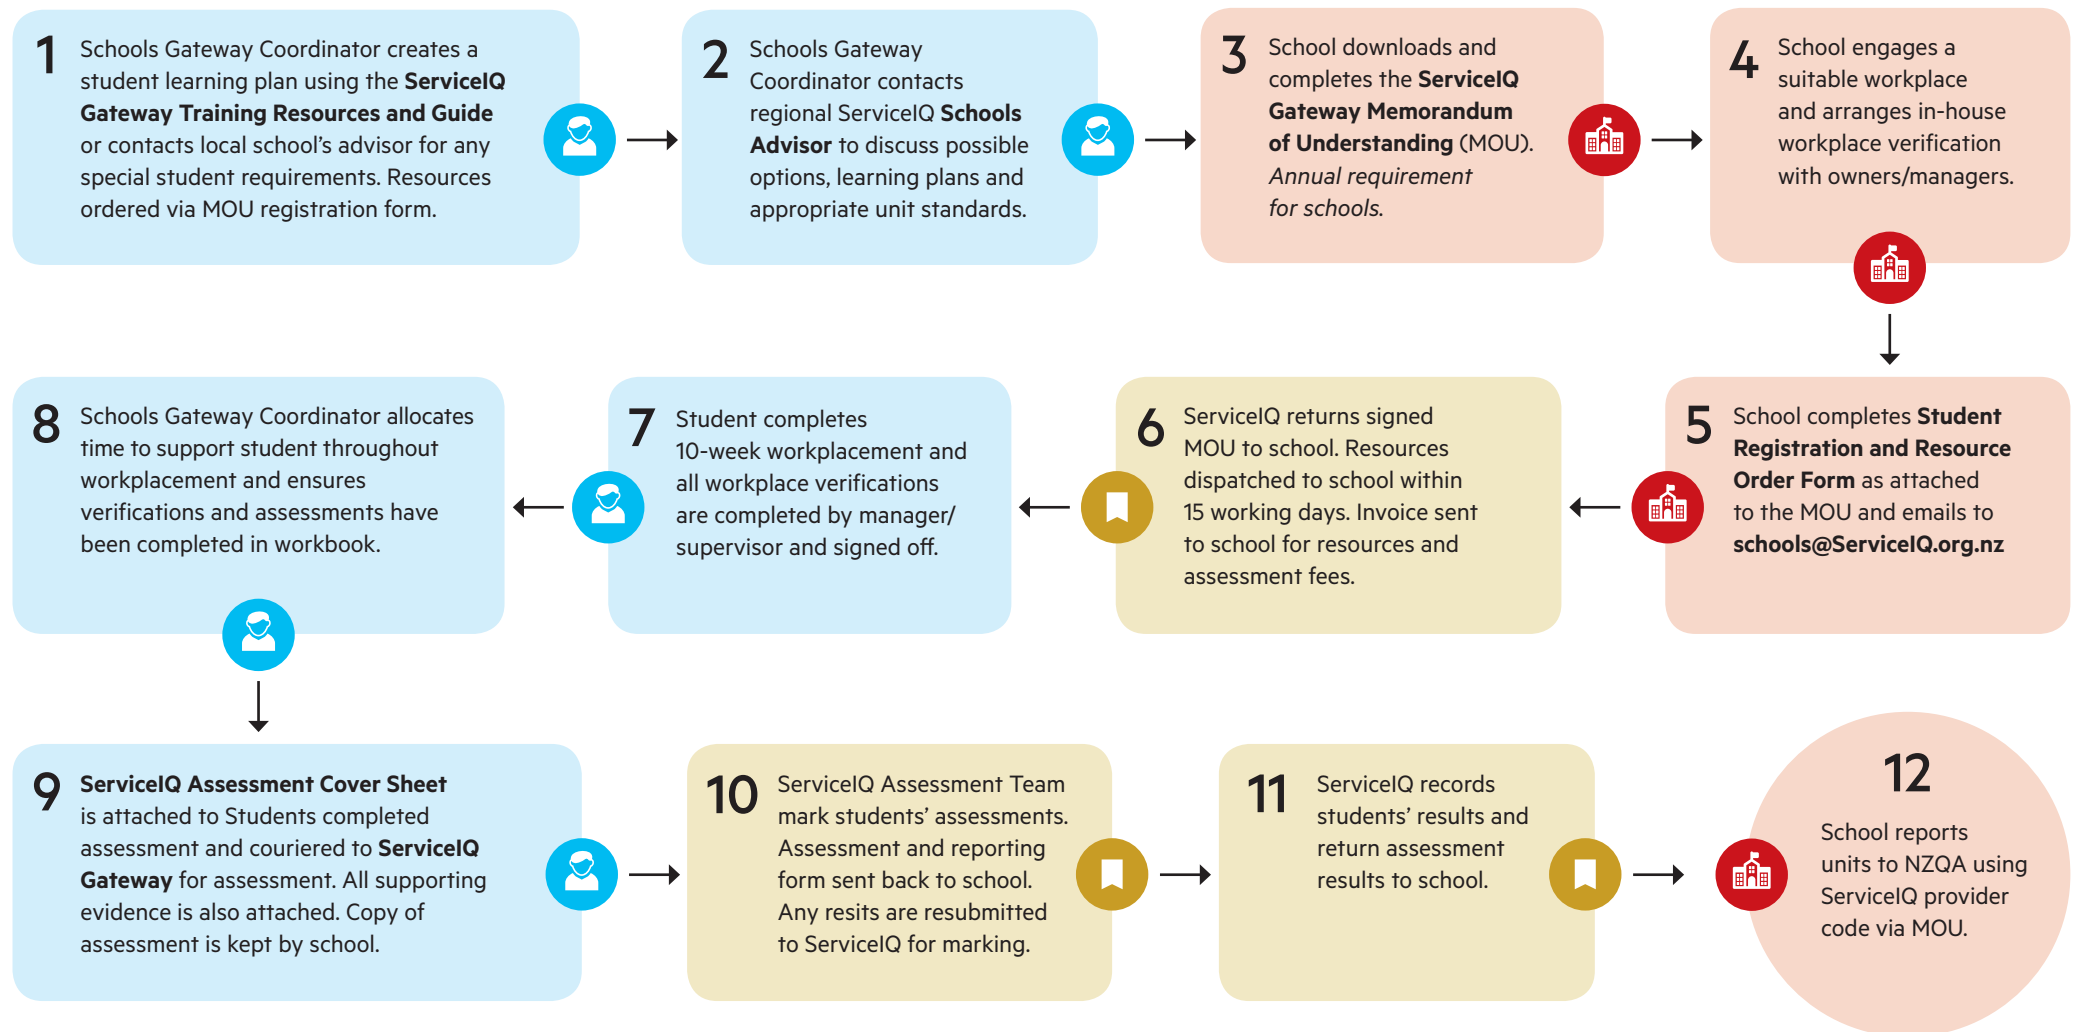 1
Schools Gateway Coordinator creates a
student learning plan using the ServiceIQ
Gateway Training Resources and Guide
or contacts local school’s advisor for any
special student requirements. Resources
ordered via MOU registration form.
2
Schools Gateway
Coordinator contacts
regional ServiceIQ Schools
Advisor to discuss possible
options, learning plans and
appropriate unit standards.
3
School downloads and
completes the ServiceIQ
Gateway Memorandum
of Understanding (MOU).
Annual requirement
for schools.
4
School engages a
suitable workplace
and arranges in-house
workplace verification
with owners/managers.
5
School completes Student
Registration and Resource
Order Form as attached
to the MOU and emails to
schools@ServiceIQ.org.nz
6
ServiceIQ returns signed
MOU to school. Resources
dispatched to school within
15 working days. Invoice sent
to school for resources and
assessment fees.
7
Student completes
10-week workplacement and
all workplace verifications
are completed by manager/
supervisor and signed off.
8
Schools Gateway Coordinator allocates
time to support student throughout
workplacement and ensures
verifications and assessments have
been completed in workbook.
9
ServiceIQ Assessment Cover Sheet
is attached to Students completed
assessment and couriered to ServiceIQ
Gateway for assessment. All supporting
evidence is also attached. Copy of
assessment is kept by school.
10
ServiceIQ Assessment Team
mark students’ assessments.
Assessment and reporting
form sent back to school.
Any resits are resubmitted
to ServiceIQ for marking.
11
ServiceIQ records
students’ results and
return assessment
results to school.
12
School reports
units to NZQA using
ServiceIQ provider
code via MOU.